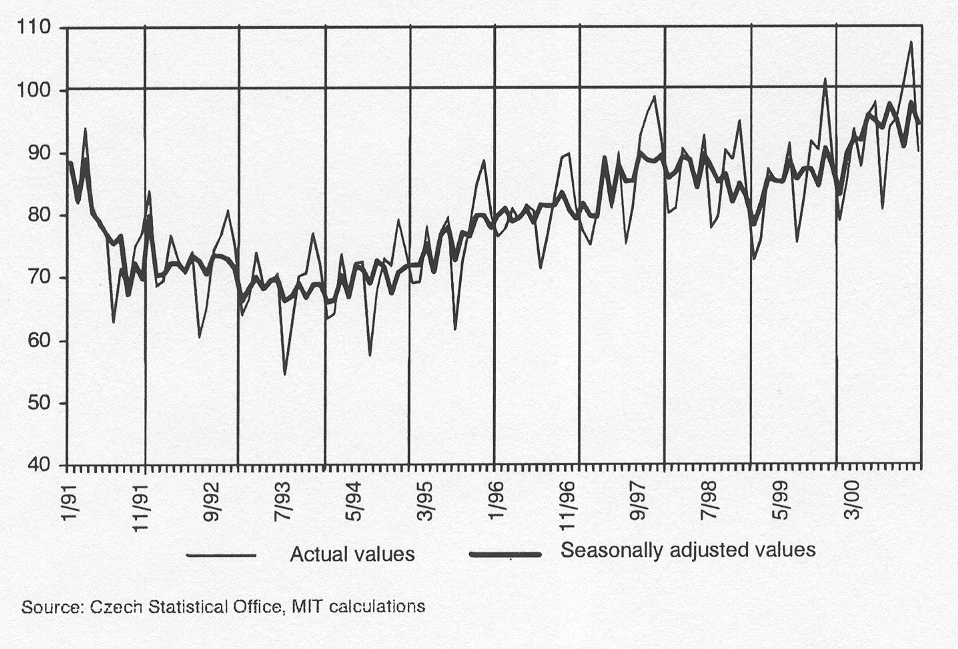 110
100
90
80
70
60
50
40
1/91 11/91 9/92 7/93 5/94 3/95 1/96 11/96 9/97 7/98 5/99 3/00
Actual values Seasonally adjusted values
Source: Czech Statistical Office, MIT calculations